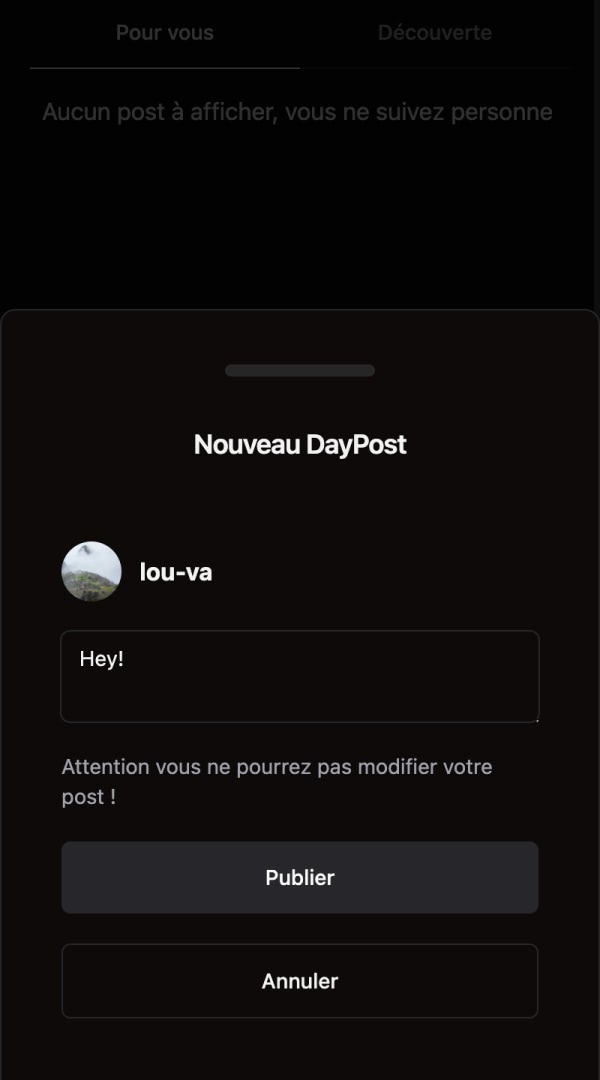 Pour vous
Découverte
Aucun post à afficher, vous ne suivez personne
Nouveau DayPost
lou-va
Hey!
Attention vous ne pourrez pas modifier votre
post !
Publier
Annuler